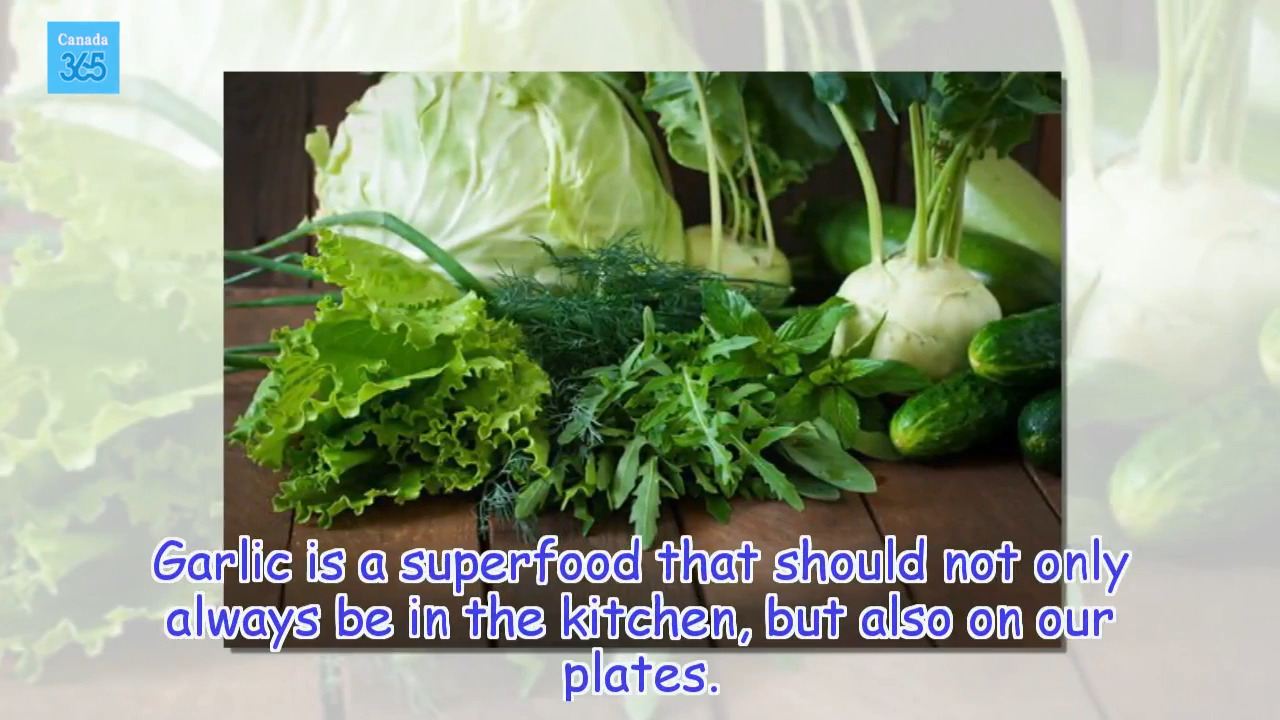 Canada
365
Garlic is a superfood that should not only
always be in the kitchen, but also on our
plates.